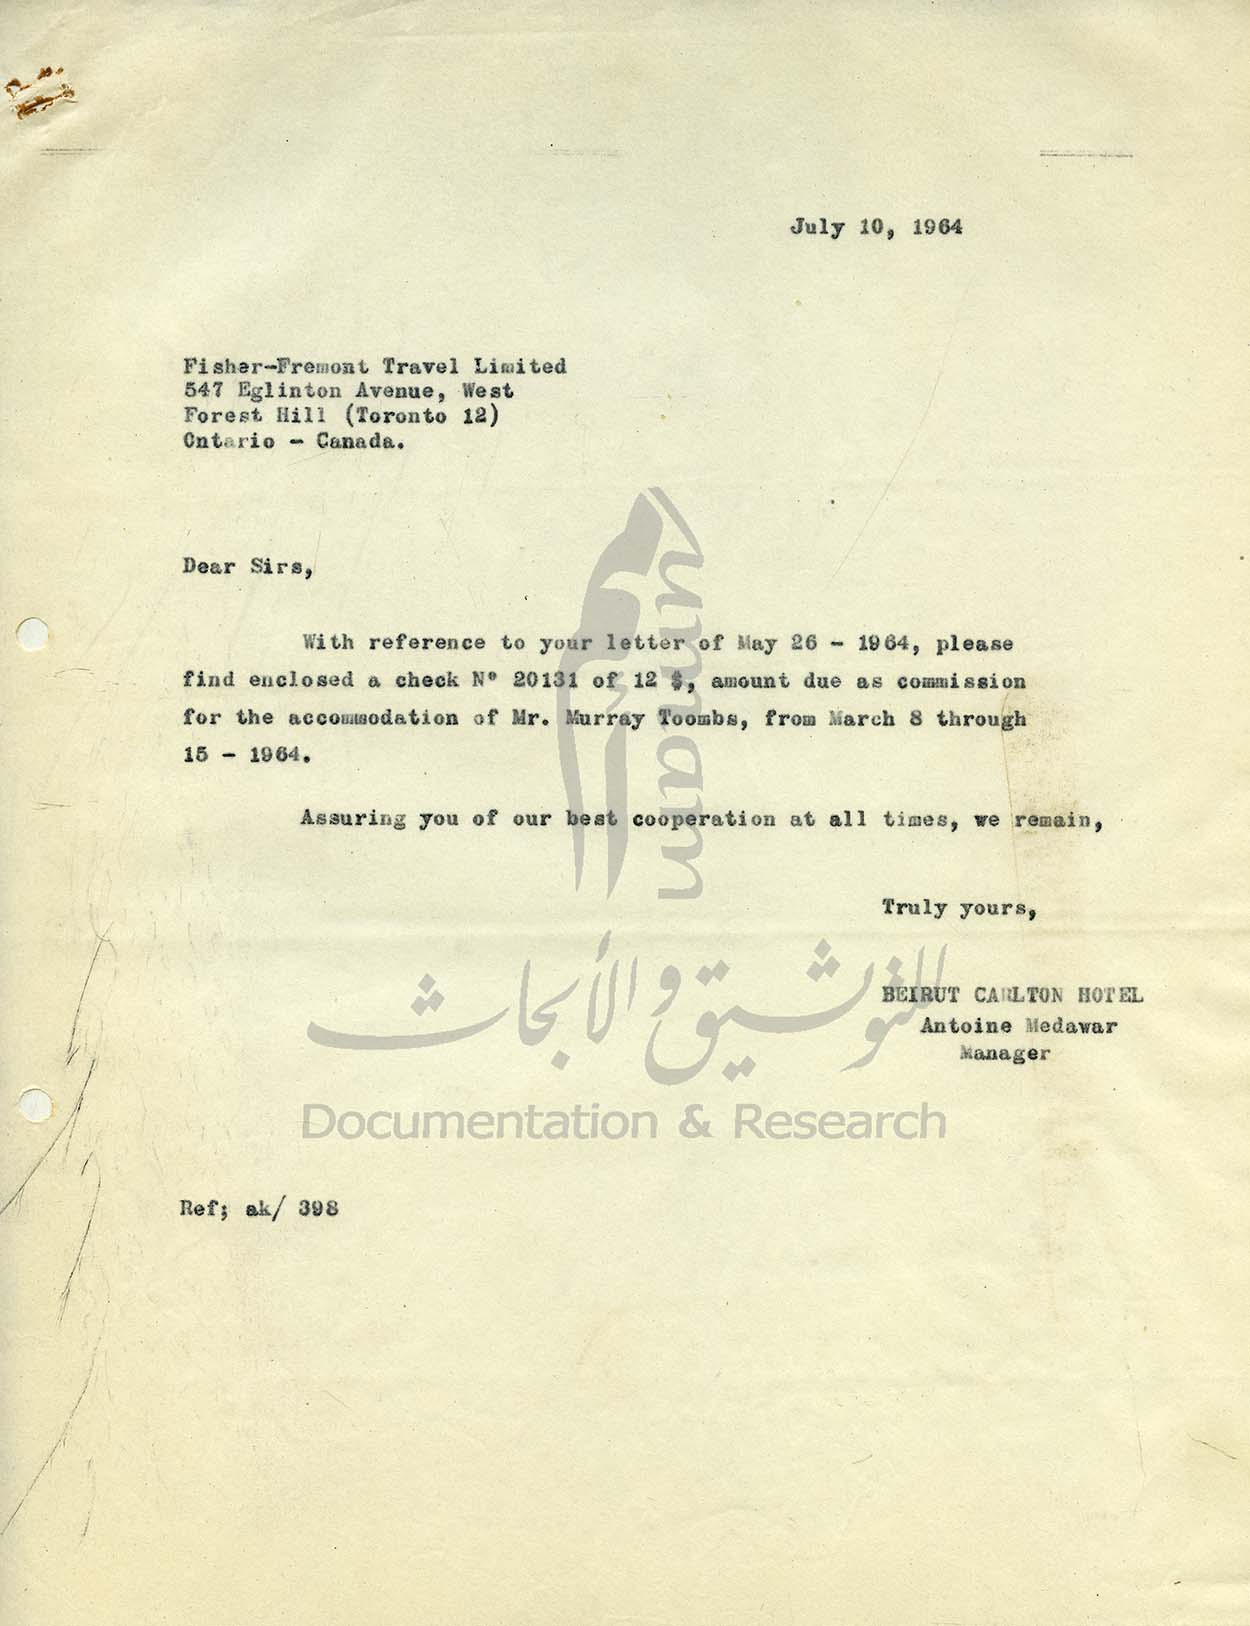 July 10, 1964
Fisher-Fremont Travel Limited
547 Eglinton Avenue, West
Forest Hill (Toronto 12)
Ontario - Canada.
Dear Sirs,
With reference to your letter of May 26 - 1964, please
find enclosed a check Nº 20131 of 12 $, amount due as commission
for the accommodation of Mr. Murray Toombs, from March 8 through
15 - 1964.
Assuring you of our best cooperation at all times, we remain,
Truly yours,
BEIRUT CARLTON HOTEL
Antoine Medawar
Manager
Ref; ak/ 398
umam
للتوثيق والأبحاث
Documentation & Research